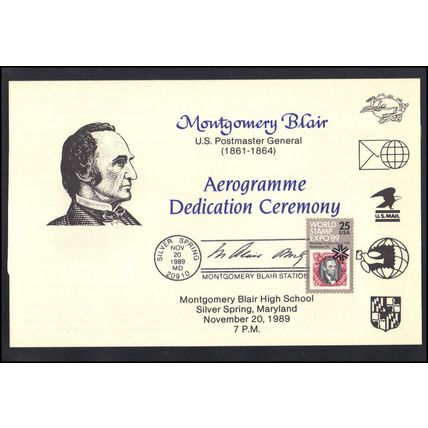 Montgomery Blair
U.S. Postmaster General
(1861-1864)
Aerogramme
Dedication Ceremony
U.S. MAIL
SILVER SPRING
NOV
20
1989
MD
20910
MONTGOMERY BLAIR STATION
WORLD
STAMP
EXPO'89
25
USA
Montgomery Blair High School
Silver Spring, Maryland
November 20, 1989
7 P.M.